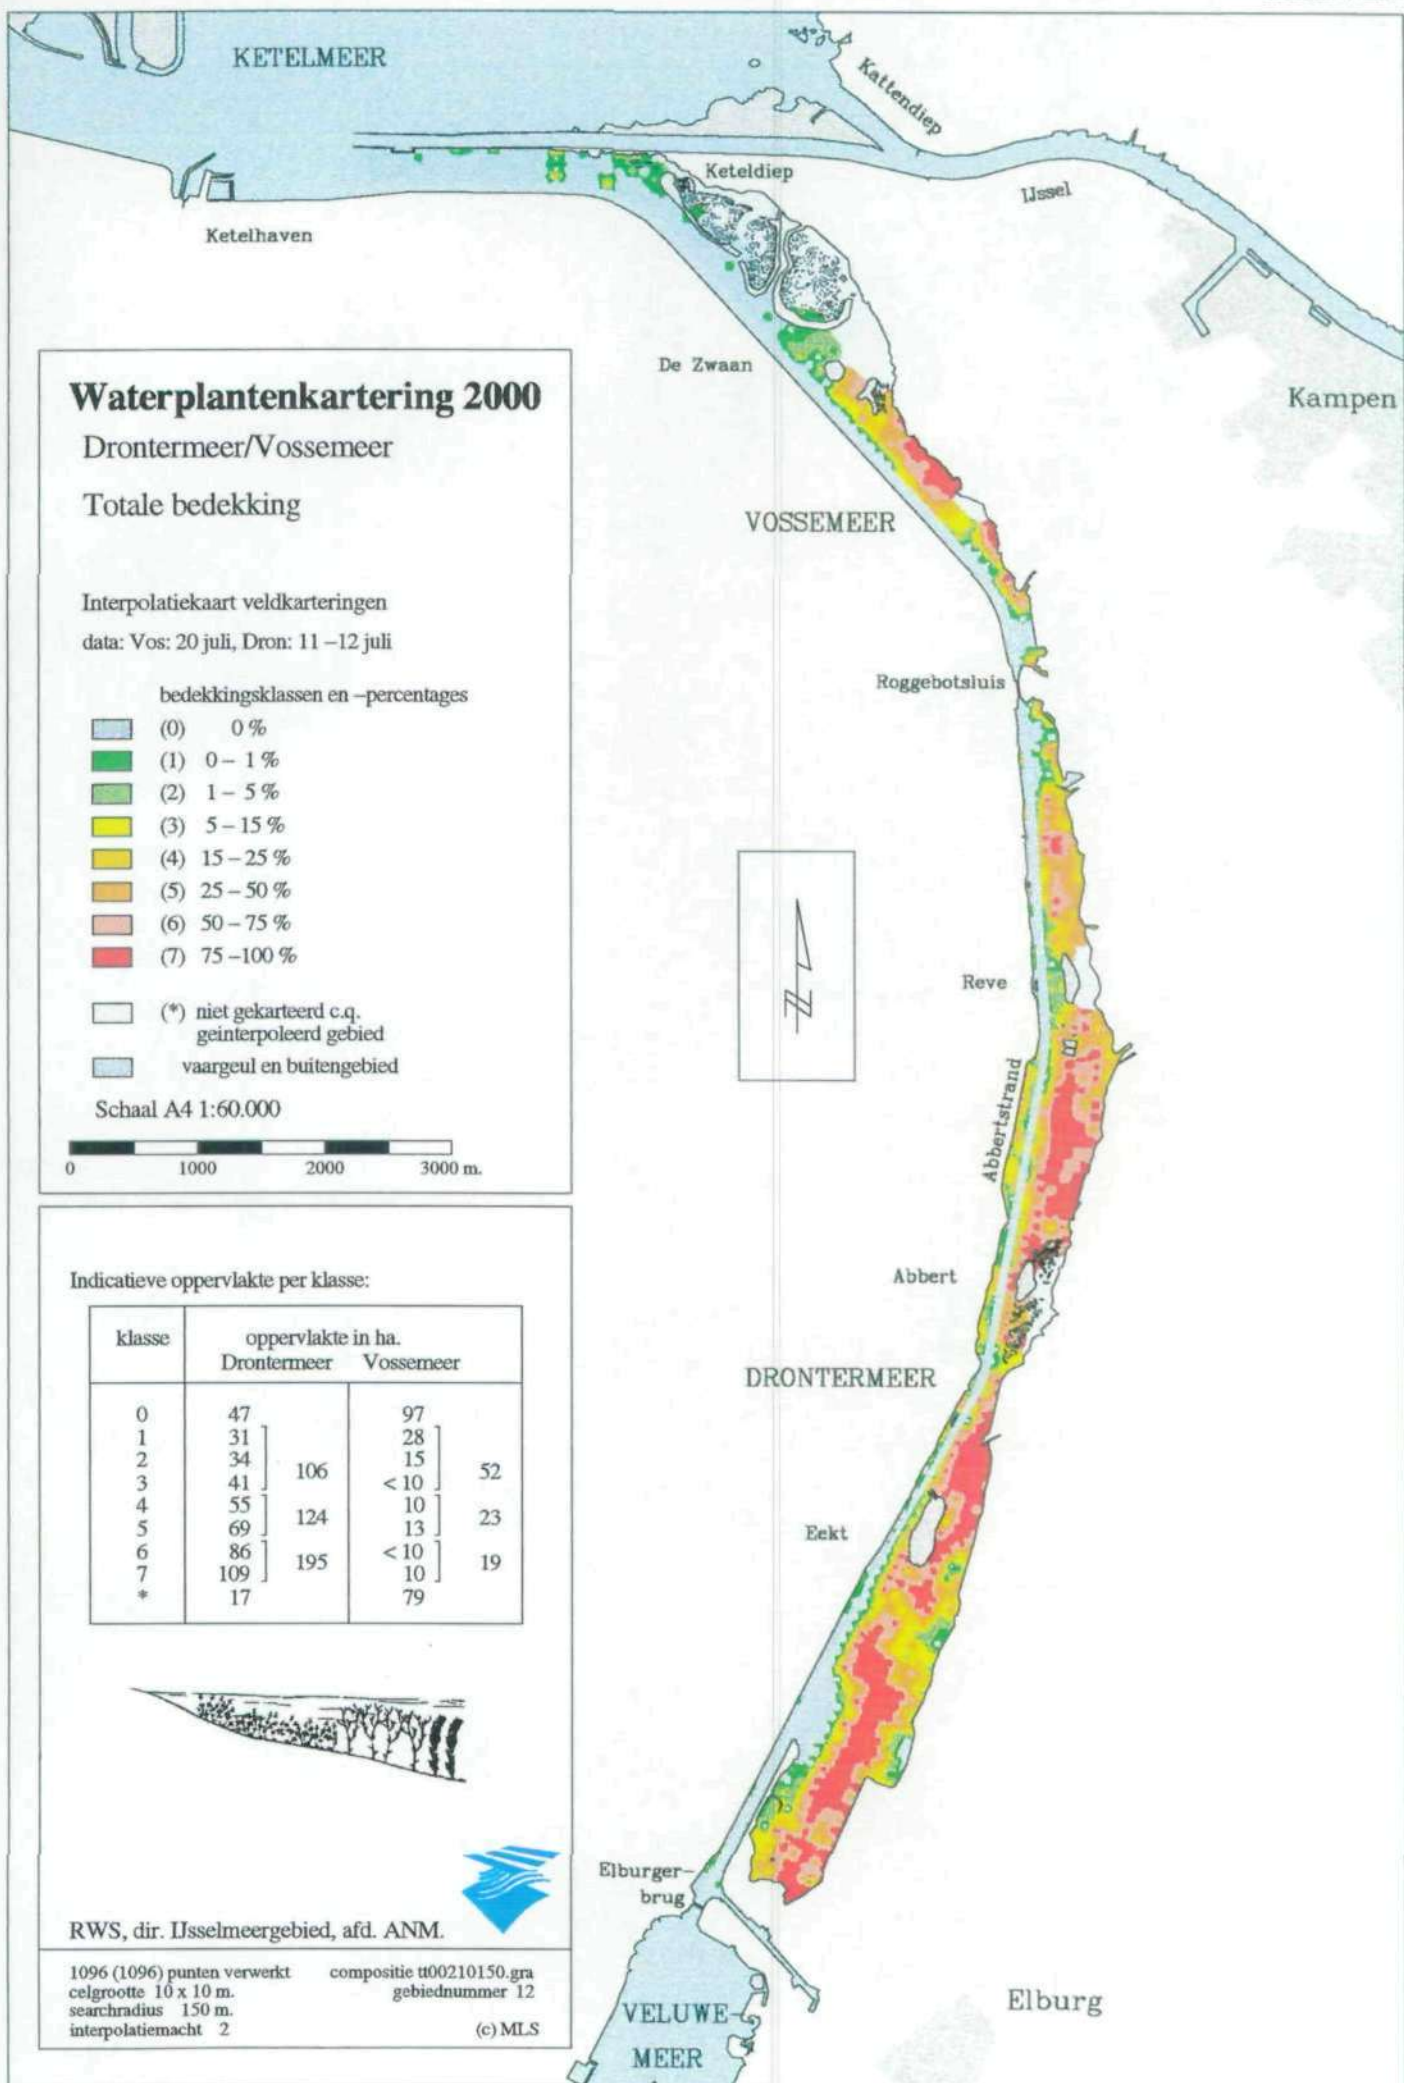 KETELMEER
Kattendiep
Keteldiep
IJssel
Ketelhaven
De Zwaan
Kampen
Waterplantenkartering 2000
Drontermeer/Vossemeer
Totale bedekking
VOSSEMEER
Interpolatiekaart veldkarteringen
data: Vos: 20 juli, Dron: 11 –12 juli
Roggebotsluis
bedekkingsklassen en –percentages
(0) 0 %
(1) 0 – 1 %
(2) 1 – 5 %
(3) 5 – 15 %
(4) 15 – 25 %
(5) 25 – 50 %
(6) 50 – 75 %
(7) 75 –100 %
(*) niet gekarteerd c.q.
geinterpoleerd gebied
vaargeul en buitengebied
Schaal A4 1:60.000
0 1000 2000 3000 m.
Reve
Abbertstrand
Abbert
DRONTERMEER
Eekt
Indicatieve oppervlakte per klasse:
klasse oppervlakte in ha.
Drontermeer Vossemeer
0 47 97
1 31 28
2 34 15
3 41 106 < 10 52
4 55 10
5 69 124 13 23
6 86 < 10
7 109 195 10 19
* 17 79
Elburger–
brug
RWS, dir. IJsselmeergebied, afd. ANM.
1096 (1096) punten verwerkt compositie tt00210150.gra
celgrootte 10 x 10 m. gebiednummer 12
searchradius 150 m.
interpolatiemacht 2 (c) MLS
VELUWE–
MEER
Elburg